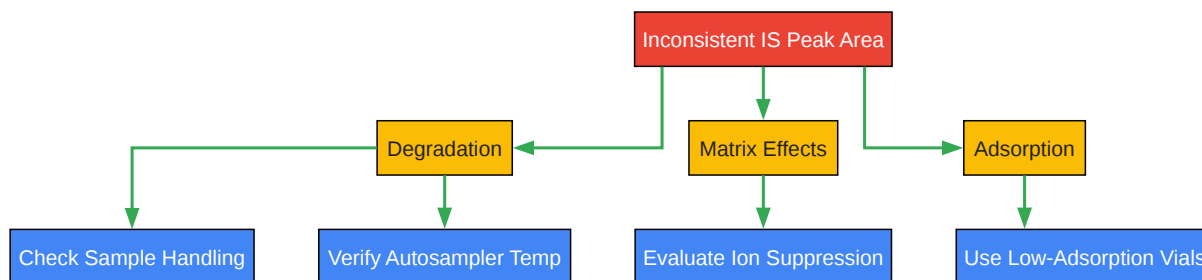 Inconsistent IS Peak Area
Degradation
Matrix Effects
Adsorption
Check Sample Handling
Verify Autosampler Temp
Evaluate Ion Suppression
Use Low-Adsorption Vials